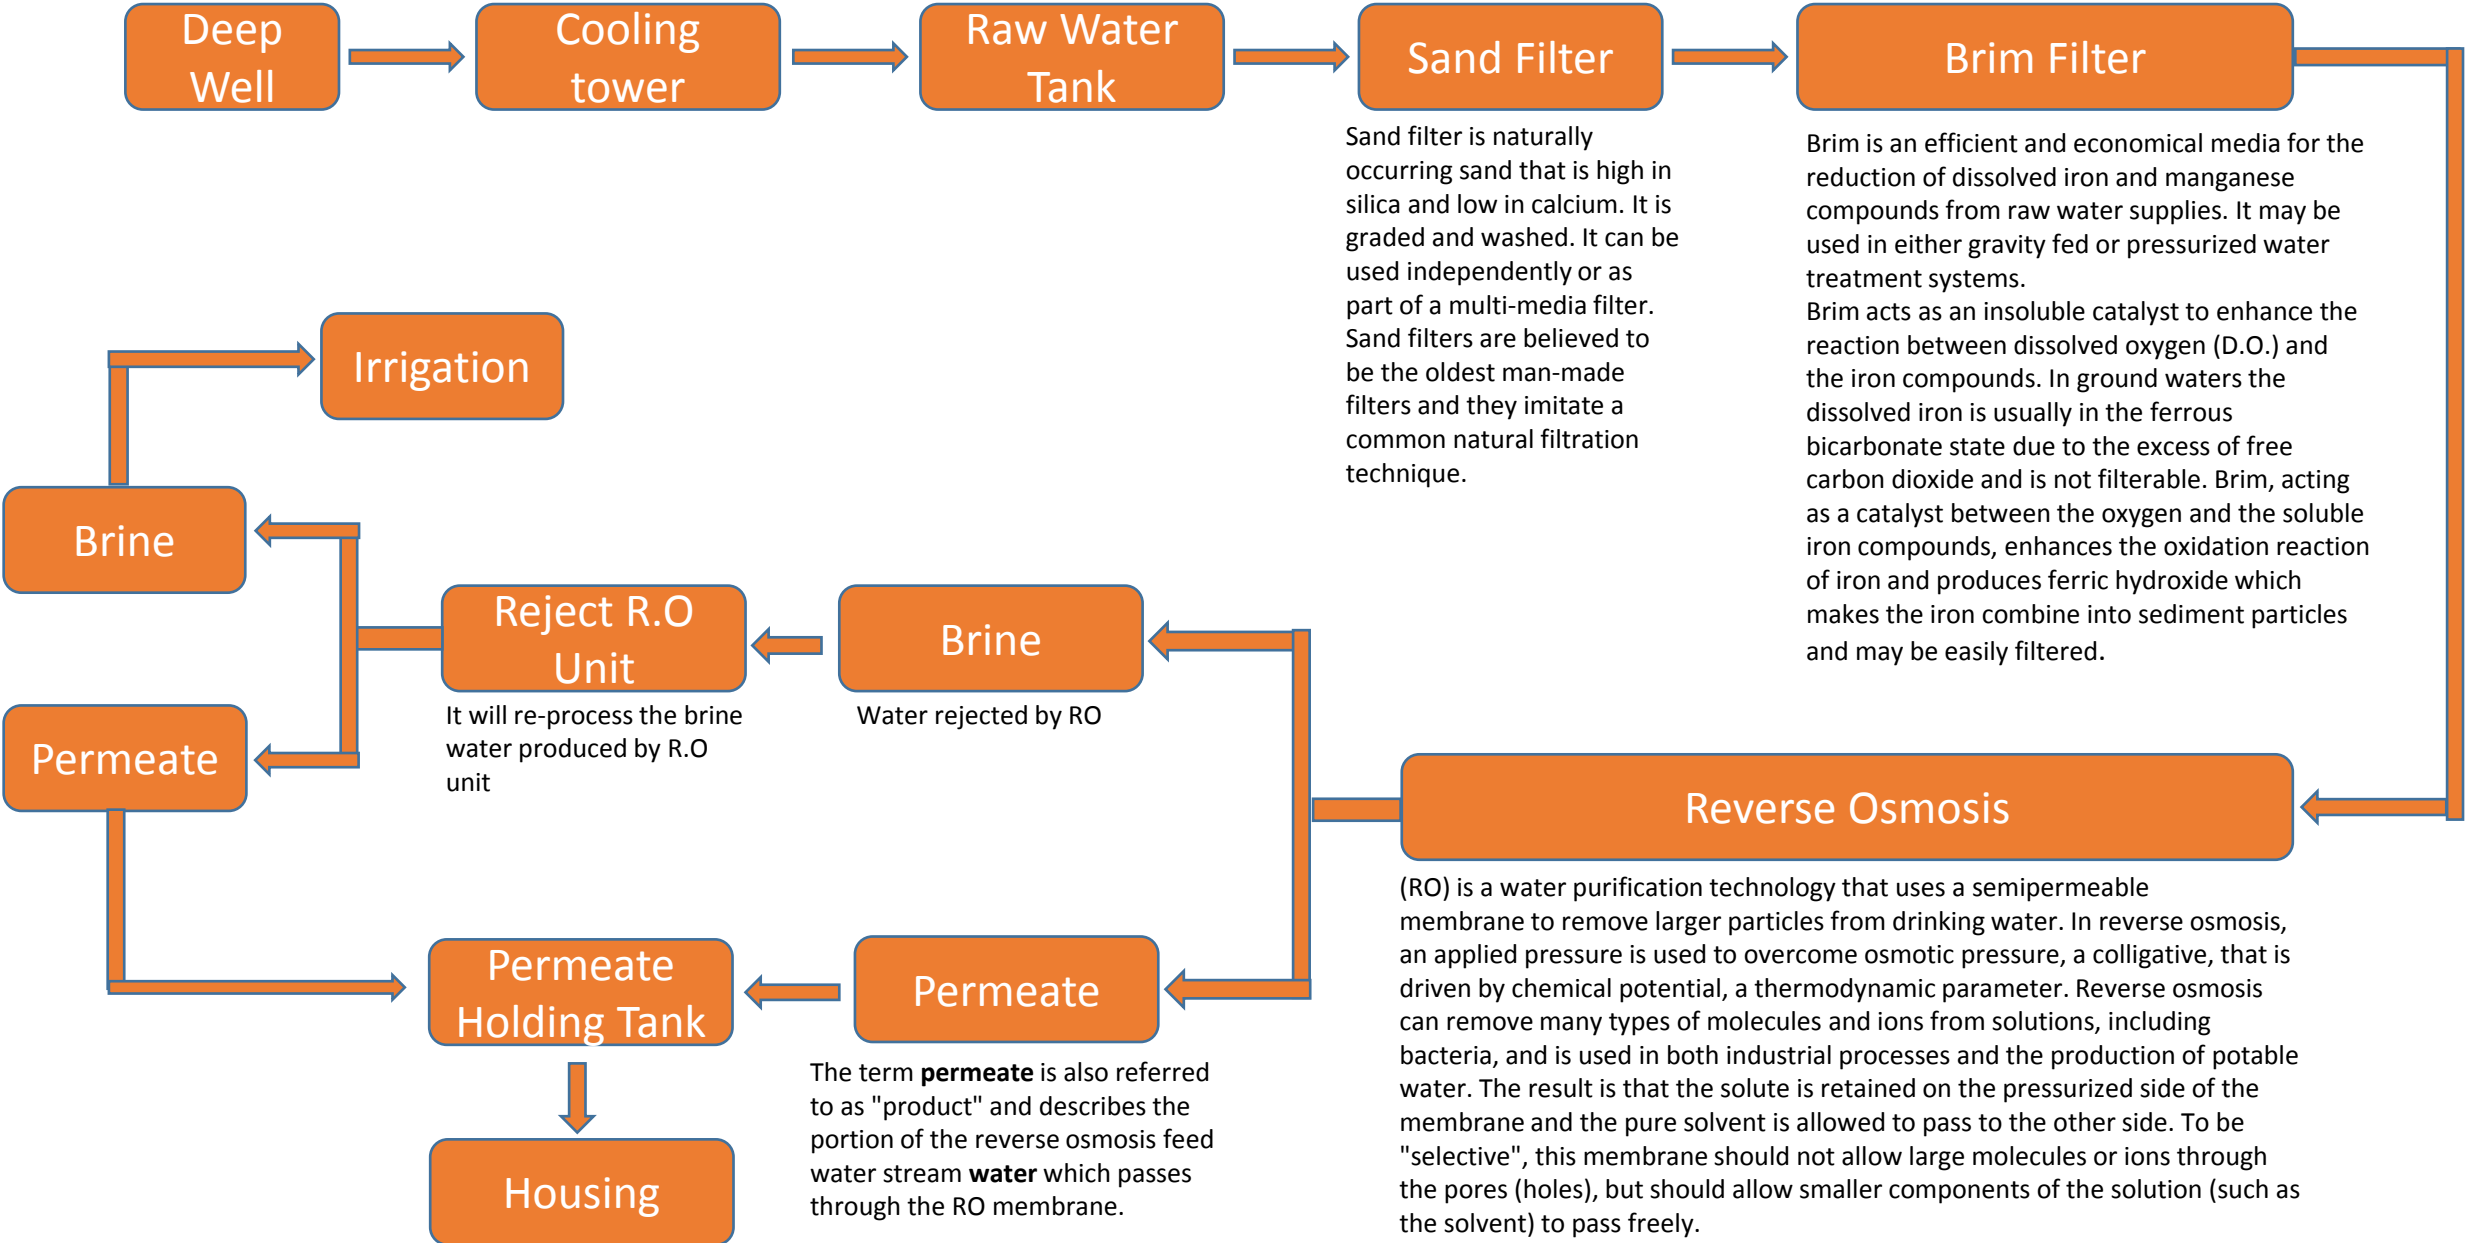 Deep
Well
Cooling
tower
Raw Water
Tank
Sand Filter
Brim Filter
Sand filter is naturally
occurring sand that is high in
silica and low in calcium. It is
graded and washed. It can be
used independently or as
part of a multi-media filter.
Sand filters are believed to
be the oldest man-made
filters and they imitate a
common natural filtration
technique.
Brim is an efficient and economical media for the
reduction of dissolved iron and manganese
compounds from raw water supplies. It may be
used in either gravity fed or pressurized water
treatment systems.
Brim acts as an insoluble catalyst to enhance the
reaction between dissolved oxygen (D.O.) and
the iron compounds. In ground waters the
dissolved iron is usually in the ferrous
bicarbonate state due to the excess of free
carbon dioxide and is not filterable. Brim, acting
as a catalyst between the oxygen and the soluble
iron compounds, enhances the oxidation reaction
of iron and produces ferric hydroxide which
makes the iron combine into sediment particles
and may be easily filtered.
Irrigation
Brine
Reject R.O
Unit
It will re-process the brine
water produced by R.O
unit
Brine
Water rejected by RO
Permeate
Reverse Osmosis
(RO) is a water purification technology that uses a semipermeable
membrane to remove larger particles from drinking water. In reverse osmosis,
an applied pressure is used to overcome osmotic pressure, a colligative, that is
driven by chemical potential, a thermodynamic parameter. Reverse osmosis
can remove many types of molecules and ions from solutions, including
bacteria, and is used in both industrial processes and the production of potable
water. The result is that the solute is retained on the pressurized side of the
membrane and the pure solvent is allowed to pass to the other side. To be
"selective", this membrane should not allow large molecules or ions through
the pores (holes), but should allow smaller components of the solution (such as
the solvent) to pass freely.
Permeate
Holding Tank
Permeate
The term permeate is also referred
to as "product" and describes the
portion of the reverse osmosis feed
water stream water which passes
through the RO membrane.
Housing